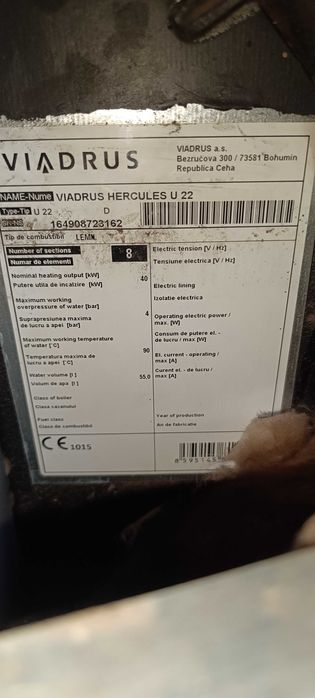 VIADRUS
VIADRUS a.s.
Bezručova 300 / 73581 Bohumin
Republica Ceha
NAME-Nume VIADRUS HERCULES U 22
Type-Tip U 22 D
164908723162
Tip de combustibil LEMN
Number of sections 8
Numar de elementi
Nominal heating output [kW] 40
Putere utila de incalzire [kW]
Maximum working
overpressure of water [bar] 4
Suprapresiunea maxima
de lucru a apei [bar]
Maximum working temperature
of water [°C] 90
Temperatura maxima de
lucru a apei [°C]
Water volume [l] 55,0
Volum de apa [l]
Class of boiler
Clasa cazanului
Fuel class
Clasa de combustibil
Electric tension [V / Hz]
Tensiune electrica [V / Hz]
Electric lining
Izolatie electrica
Operating electric power /
max. [W]
Consum de putere el. -
de lucru / max [W]
El. current - operating /
max [A]
Curent el. - de lucru /
max [A]
Year of production
An de fabricatie
CE 1015